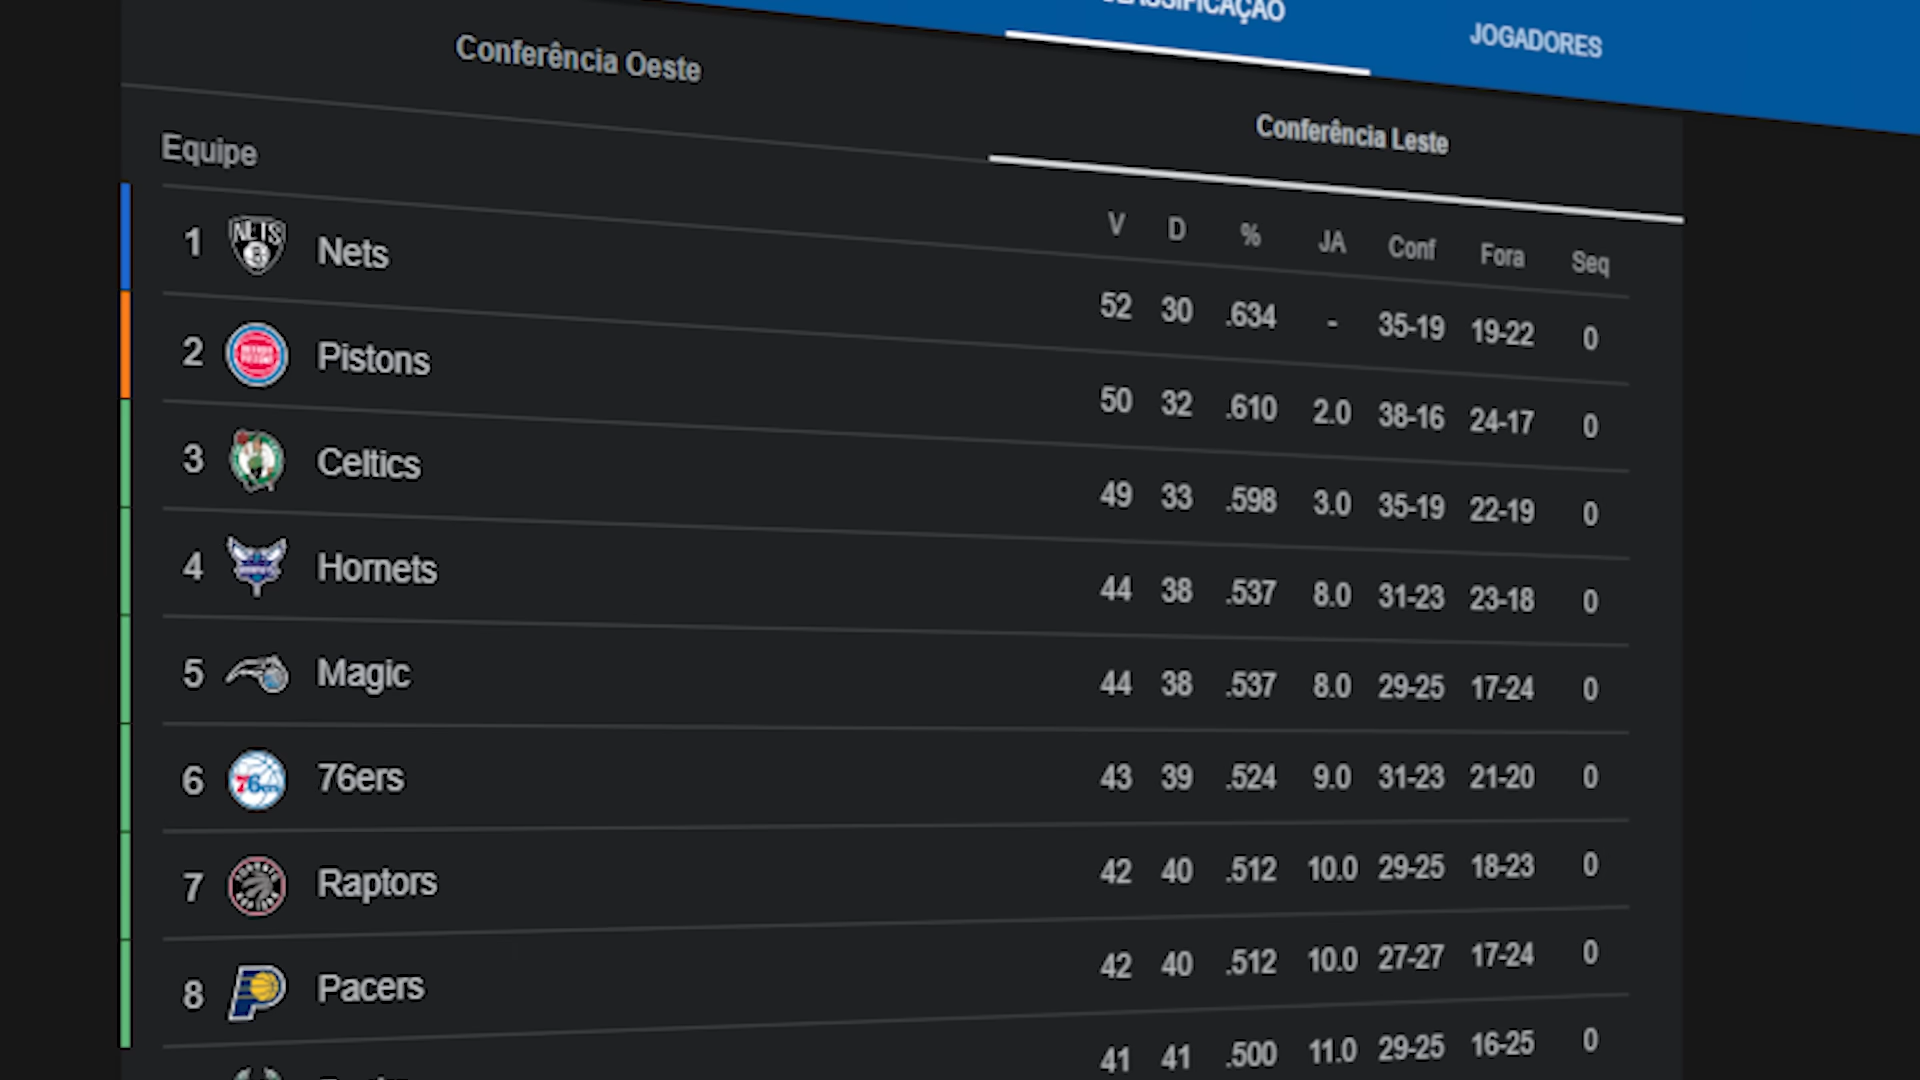 JOGADORES
Conferência Oeste
Conferência Leste
Equipe V D % JA Conf Fora Seq
1 NETS Nets 52 30 .634 - 35-19 19-22 0
2 Pistons 50 32 .610 2.0 38-16 24-17 0
3 Celtics 49 33 .598 3.0 35-19 22-19 0
4 Hornets 44 38 .537 8.0 31-23 23-18 0
5 Magic 44 38 .537 8.0 29-25 17-24 0
6 76ers 76ers 43 39 .524 9.0 31-23 21-20 0
7 Raptors 42 40 .512 10.0 29-25 18-23 0
8 Pacers 42 40 .512 10.0 27-27 17-24 0
41 41 .500 11.0 29-25 16-25 0